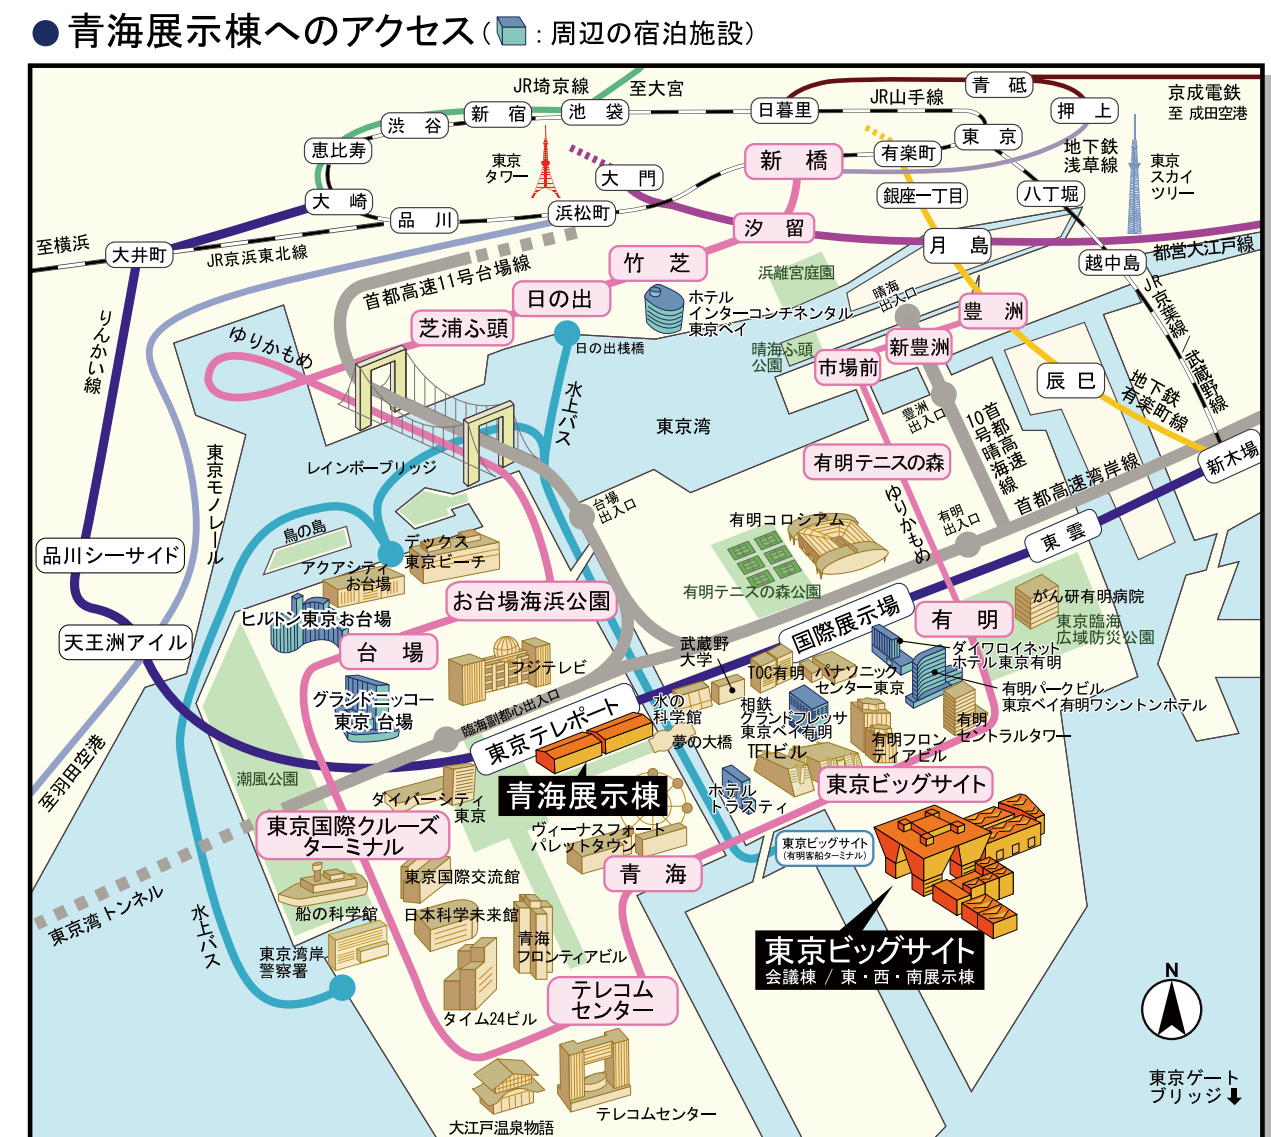 青海展示棟へのアクセス(　:周辺の宿泊施設)
JR埼京線
至大宮
青　砥
京成電鉄
至 成田空港
渋　谷
新　宿
池　袋
日暮里
JR山手線
押　上
恵比寿
東京
タワー
大　門
新　橋
有楽町
東　京
地下鉄
浅草線
東京
スカイ
ツリー
大　崎
品　川
浜松町
銀座一丁目
八丁堀
至横浜
大井町
JR京浜東北線
汐　留
月　島
越中島
都営大江戸線
首都高速11号台場線
竹　芝
浜離宮庭園
晴海
出入口
JR京葉線／武蔵野線
日の出
ホテル
インターコンチネンタル
東京ベイ
豊　洲
りんかい線
ゆりかもめ
芝浦ふ頭
日の出桟橋
晴海ふ頭
公園
新豊洲
市場前
辰　巳
地下鉄
有楽町線
水上バス
東京湾
豊洲
出入口
首都高速
10号晴海線
新木場
東京モノレール
レインボーブリッジ
有明テニスの森
ゆりかもめ
首都高速湾岸線
台場
出入口
有明
出入口
有明コロシアム
東　雲
鳥の島
デックス
東京ビーチ
品川シーサイド
アクアシティ
お台場
有明テニスの森公園
お台場海浜公園
国際展示場
有　明
がん研有明病院
東京臨海
広域防災公園
ヒルトン東京お台場
天王洲アイル
台　場
フジテレビ
武蔵野
大学
TOC有明
パナソニック
センター東京
ダイワロイネット
ホテル東京有明
グランドニッコー
東京 台場
臨海副都心出入口
東京テレポート
水の
科学館
相鉄
グランドフレッサ
東京ベイ有明
有明パークビル
東京ベイ有明ワシントンホテル
有明
セントラルタワー
夢の大橋
TFTビル
有明フロン
ティアビル
至羽田空港
潮風公園
ダイバーシティ
東京
青海展示棟
ホテル
トラスティ
東京ビッグサイト
東京国際クルーズ
ターミナル
ヴィーナスフォート
パレットタウン
東京ビッグサイト
(有明客船ターミナル)
青　海
東京国際交流館
東京湾トンネル
水上バス
船の科学館
日本科学未来館
青海
フロンティアビル
東京湾岸
警察署
東京ビッグサイト
会議棟 / 東・西・南展示棟
テレコム
センター
タイム24ビル
N
東京ゲート
ブリッジ
テレコムセンター
大江戸温泉物語